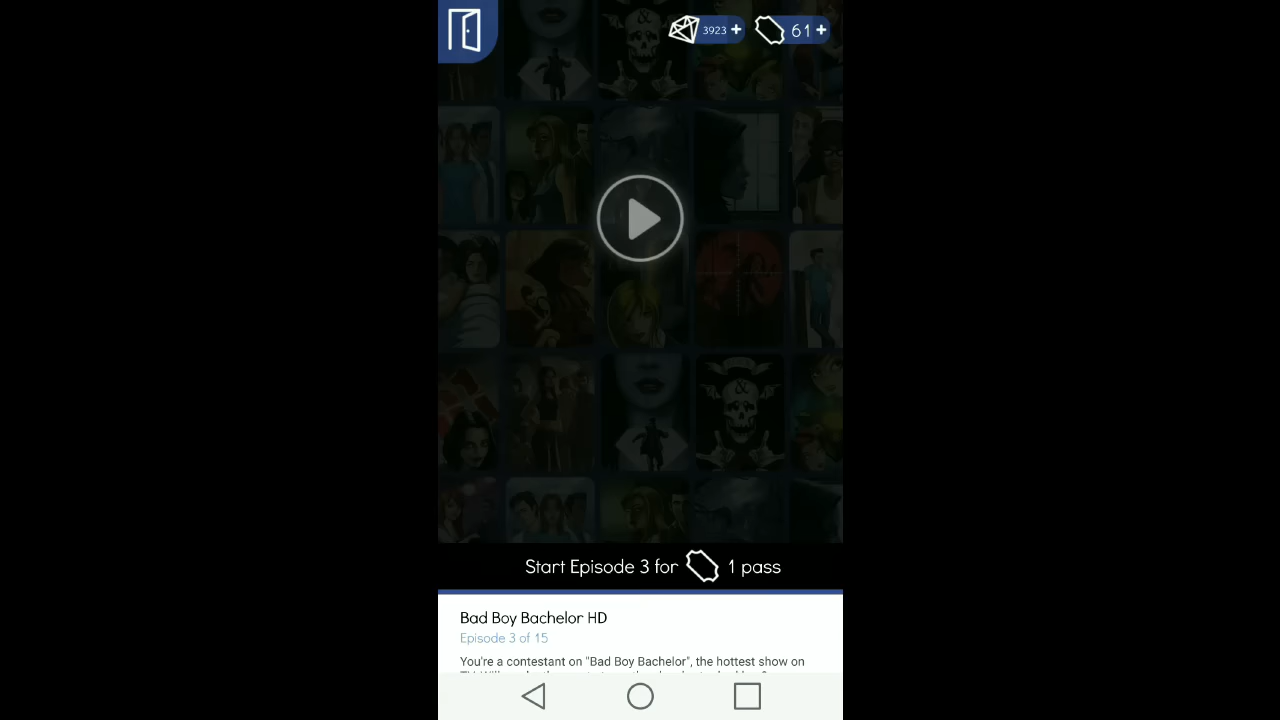 3923 +
61 +
&
&
Start Episode 3 for 1 pass
Bad Boy Bachelor HD
Episode 3 of 15
You're a contestant on "Bad Boy Bachelor", the hottest show on